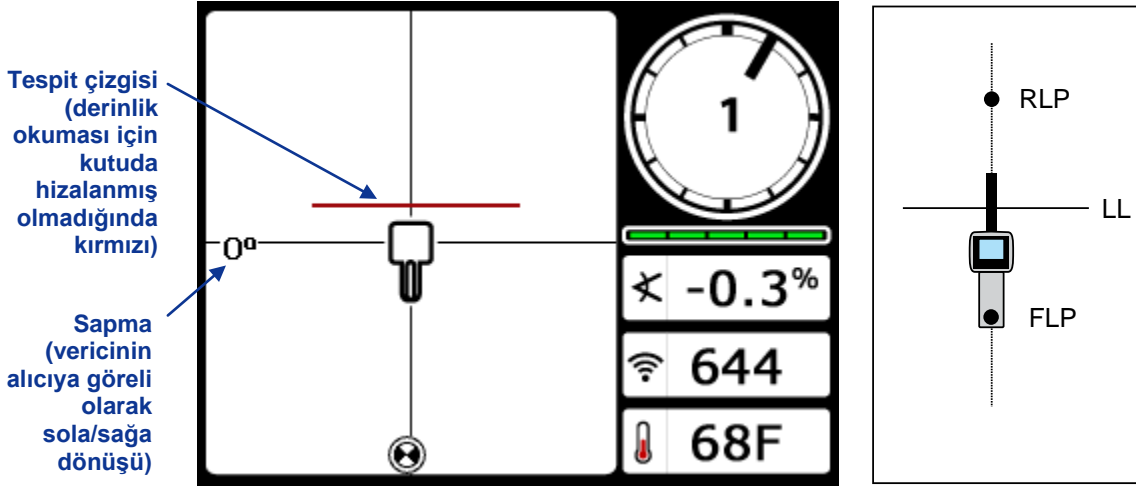 Tespit çizgisi
(derinlik
okuması için
kutuda
hizalanmış
olmadığında
kırmızı)
Sapma
(vericinin
alıcıya göreli
olarak
sola/sağa
dönüşü)
0º
1
-0.3%
644
68F
RLP
LL
FLP